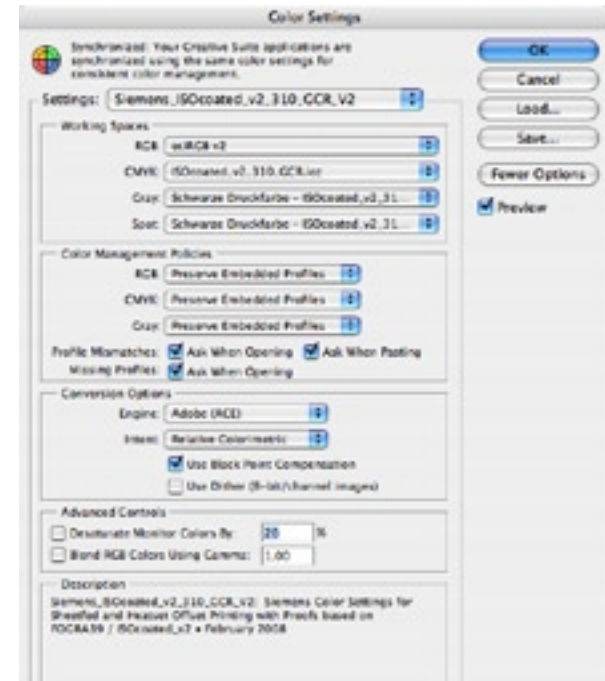 Color Settings
Synchronized: Your Creative Suite applications are
synchronized using the same color settings for
consistent color management.
OK
Cancel
Load...
Save...
Fewer Options
Preview
Settings: Siemens_ISOcoated_v2_310_GCR_V2
Working Spaces
RGB: eciRGB v2
CMYK: ISOcoated_v2_310_GCR.icc
Gray: Schwarze Druckfarbe - ISOcoated_v2_31...
Spot: Schwarze Druckfarbe - ISOcoated_v2_31...
Color Management Policies
RGB: Preserve Embedded Profiles
CMYK: Preserve Embedded Profiles
Gray: Preserve Embedded Profiles
Profile Mismatches: Ask When Opening Ask When Pasting
Missing Profiles: Ask When Opening
Conversion Options
Engine: Adobe (ACE)
Intent: Relative Colorimetric
Use Black Point Compensation
Use Dither (8-bit/channel images)
Advanced Controls
Desaturate Monitor Colors By: 20 %
Blend RGB Colors Using Gamma: 1.00
Description
Siemens_ISOcoated_v2_310_GCR_V2: Siemens Color Settings for
Sheetfed and Heatset Offset Printing with Proofs based on
FOGRA39 / ISOcoated_v2 • February 2008